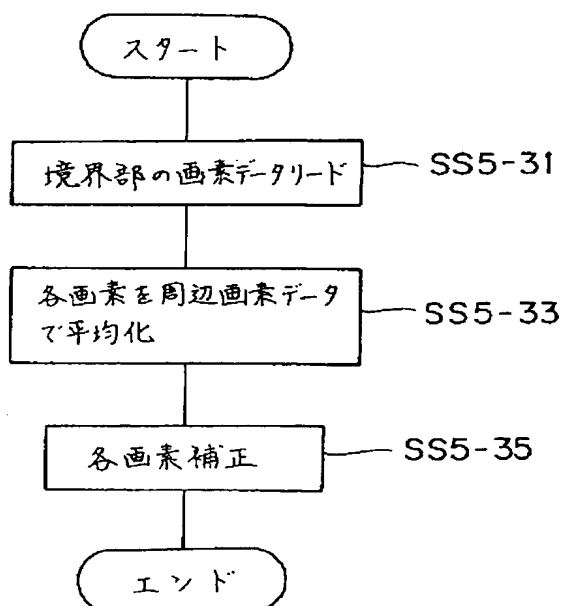 スタート
境界部の画素データリード
SS5-31
各画素を周辺画素データ
で平均化
SS5-33
各画素補正
SS5-35
エンド